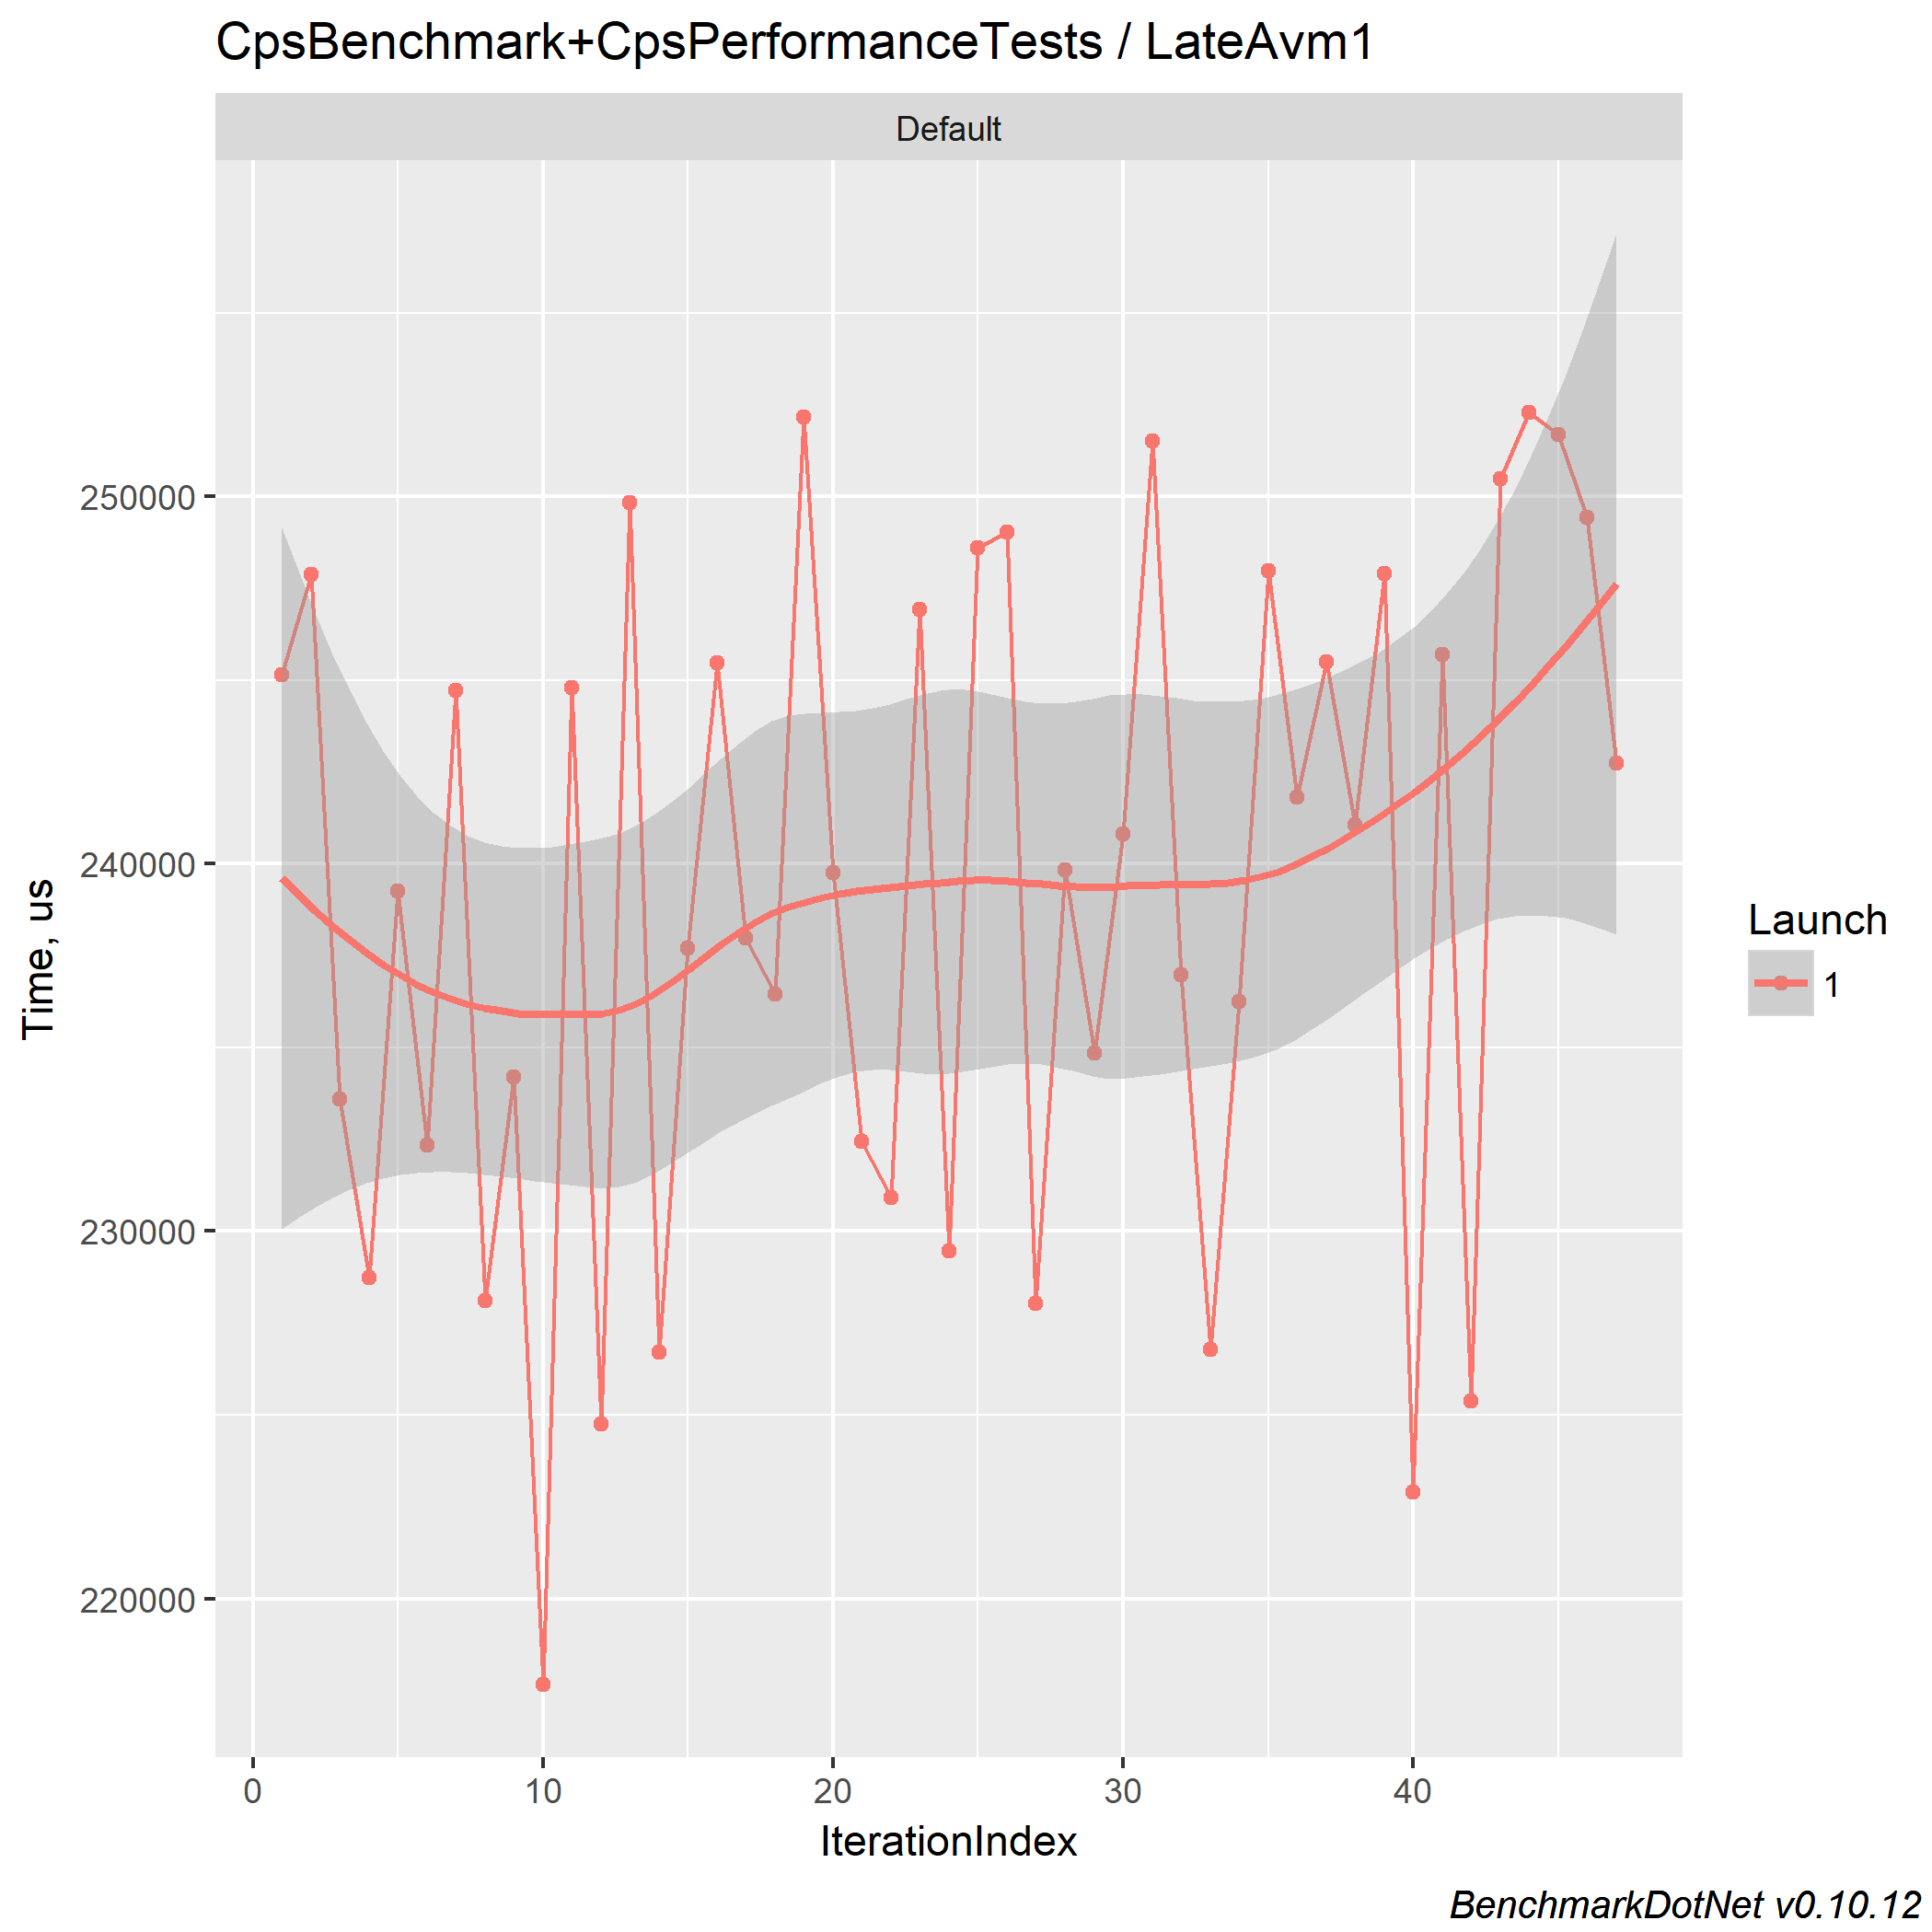 CpsBenchmark+CpsPerformanceTests / LateAvm1
Default
250000
240000
230000
220000
Time, us
0 10 20 30 40
IterationIndex
Launch
1
BenchmarkDotNet v0.10.12